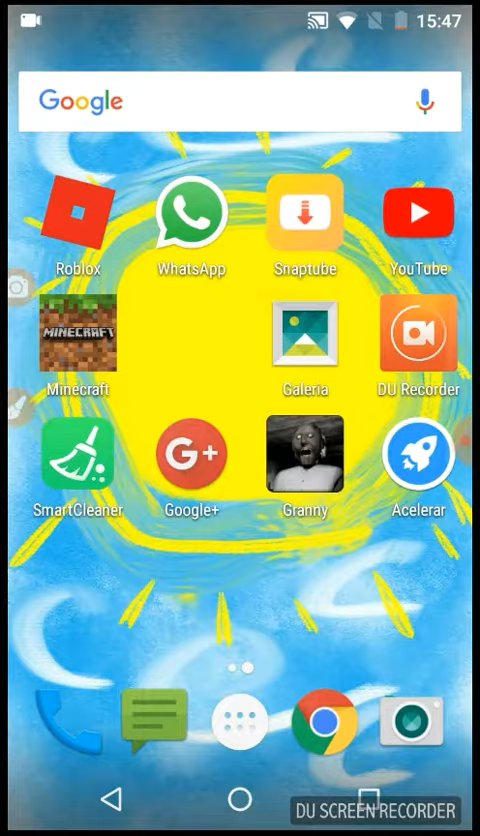 15:47
Google
Roblox
WhatsApp
Snaptube
YouTube
MINECRAFT
Minecraft
Galeria
DU Recorder
G+
SmartCleaner
Google+
Granny
Acelerar
DU SCREEN RECORDER